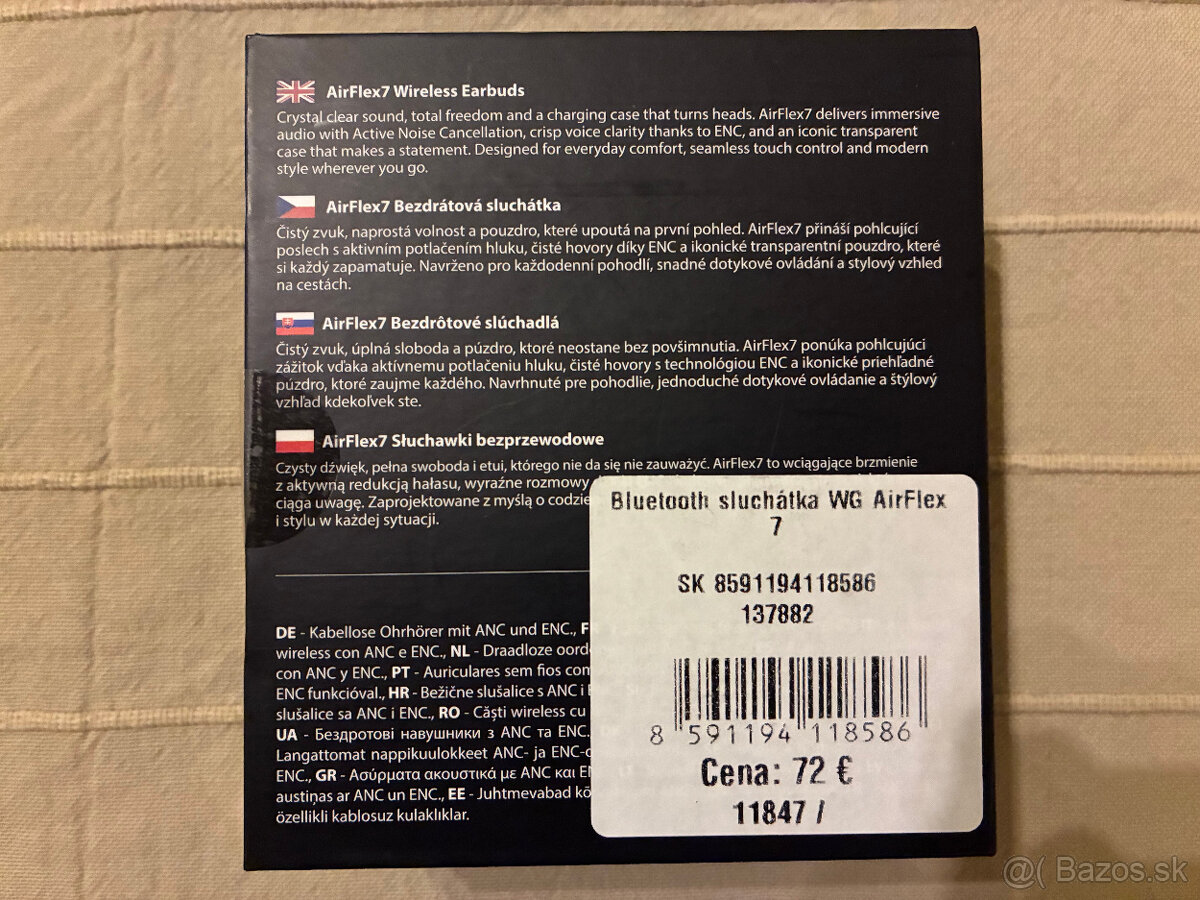 AirFlex7 Wireless Earbuds
Crystal clear sound, total freedom and a charging case that turns heads. AirFlex7 delivers immersive
audio with Active Noise Cancellation, crisp voice clarity thanks to ENC, and an iconic transparent
case that makes a statement. Designed for everyday comfort, seamless touch control and modern
style wherever you go.
AirFlex7 Bezdrátová sluchátka
Čistý zvuk, naprostá volnost a pouzdro, které upoutá na první pohled. AirFlex7 přináší pohlcující
poslech s aktivním potlačením hluku, čisté hovory díky ENC a ikonické transparentní pouzdro, které
si každý zapamatuje. Navrženo pro každodenní pohodlí, snadné dotykové ovládání a stylový vzhled
na cestách.
AirFlex7 Bezdrôtové slúchadlá
Čistý zvuk, úplná sloboda a púzdro, ktoré neostane bez povšimnutia. AirFlex7 ponúka pohlcujúci
zážitok vďaka aktívnemu potlačeniu hluku, čisté hovory s technológiou ENC a ikonické priehľadné
púzdro, ktoré zaujme každého. Navrhnuté pre pohodlie, jednoduché dotykové ovládanie a štýlový
vzhľad kdekoľvek ste.
AirFlex7 Słuchawki bezprzewodowe
Czysty dźwięk, pełna swoboda i etui, którego nie da się nie zauważyć. AirFlex7 to wciągające brzmienie
z aktywną redukcją hałasu, wyraźne rozmowy
ciąga uwagę. Zaprojektowane z myślą o codzie
i stylu w każdej sytuacji.
DE - Kabellose Ohrhörer mit ANC und ENC., F
wireless con ANC e ENC., NL - Draadloze oord
con ANC y ENC., PT - Auriculares sem fios com
ENC funkcióval., HR - Bežične slušalice s ANC i
slušalice sa ANC i ENC., RO - Căști wireless cu
UA - Бездротові навушники з ANC та ENC.
Langattomat nappikuulokkeet ANC- ja ENC-
ENC., GR - Ασύρματα ακουστικά με ANC και EN
austiņas ar ANC un ENC., EE - Juhtmevabad kõ
özellikli kablosuz kulaklıklar.
Bluetooth sluchátka WG AirFlex
7
SK 8591194118586
137882
8 591194 118586
Cena: 72 €
11847 /
@( Bazos.sk